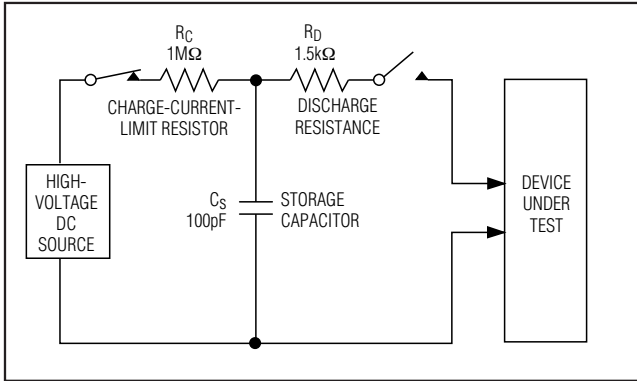 RC
1MΩ
CHARGE-CURRENT-
LIMIT RESISTOR
RD
1.5kΩ
DISCHARGE
RESISTANCE
HIGH-
VOLTAGE
DC
SOURCE
CS
100pF
STORAGE
CAPACITOR
DEVICE
UNDER
TEST